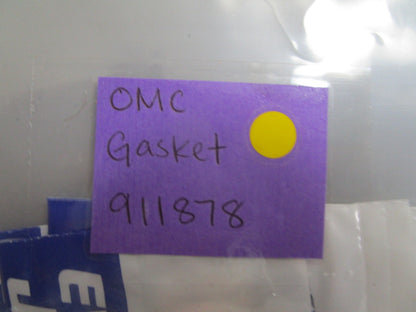 OMC
Gasket
911878
E